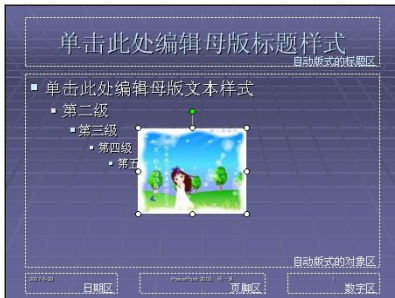 单击此处编辑母版标题样式
自动版式的标题区
单击此处编辑母版文本样式
第二级
第三级
第四级
第五
自动版式的对象区
日期区
页脚区
数字区